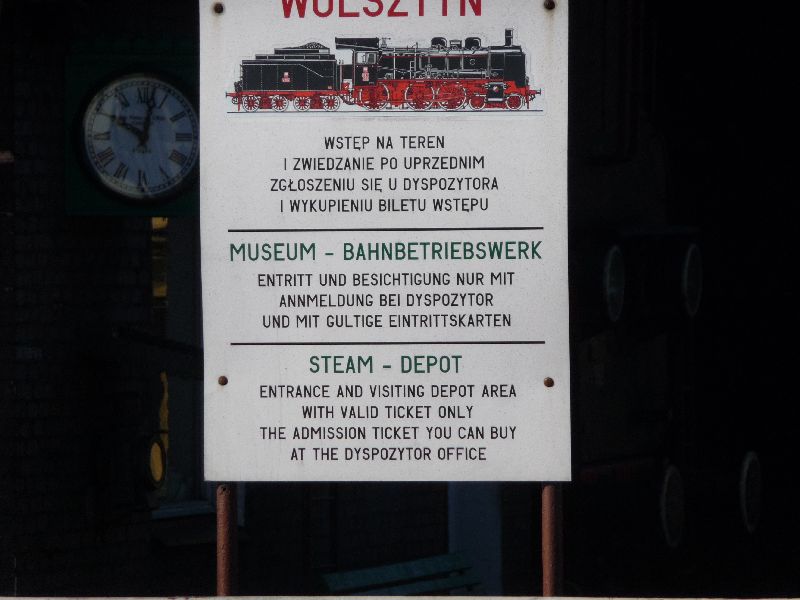 WOLSZTYN
WSTĘP NA TEREN
I ZWIEDZANIE PO UPRZEDNIM
ZGŁOSZENIU SIĘ U DYSPOZYTORA
I WYKUPIENIU BILETU WSTĘPU
MUSEUM - BAHNBETRIEBSWERK
ENTRITT UND BESICHTIGUNG NUR MIT
ANNMELDUNG BEI DYSPOZYTOR
UND MIT GULTIGE EINTRITTSKARTEN
STEAM - DEPOT
ENTRANCE AND VISITING DEPOT AREA
WITH VALID TICKET ONLY
THE ADMISSION TICKET YOU CAN BUY
AT THE DYSPOZYTOR OFFICE